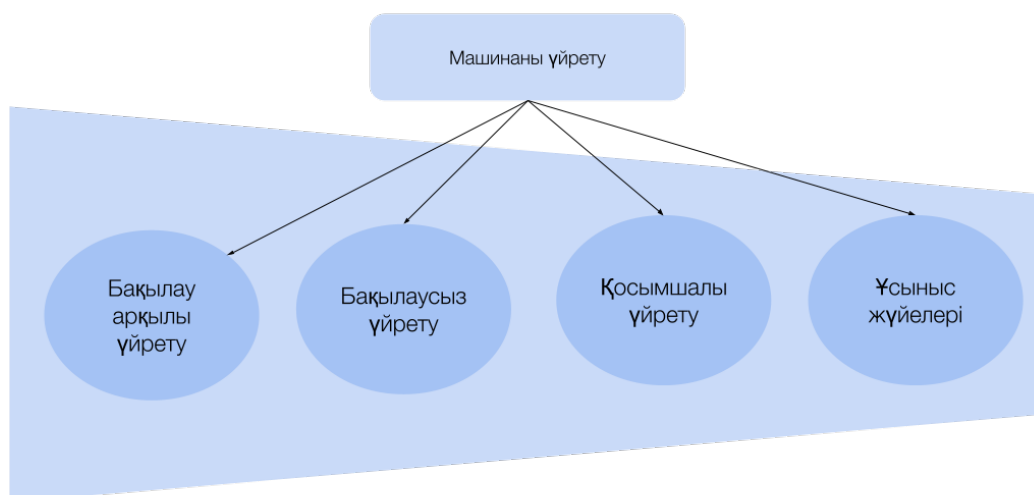 Машинаны үйрету
Бақылау
арқылы
үйрету
Бақылаусыз
үйрету
Қосымшалы
үйрету
Ұсыныс
жүйелері